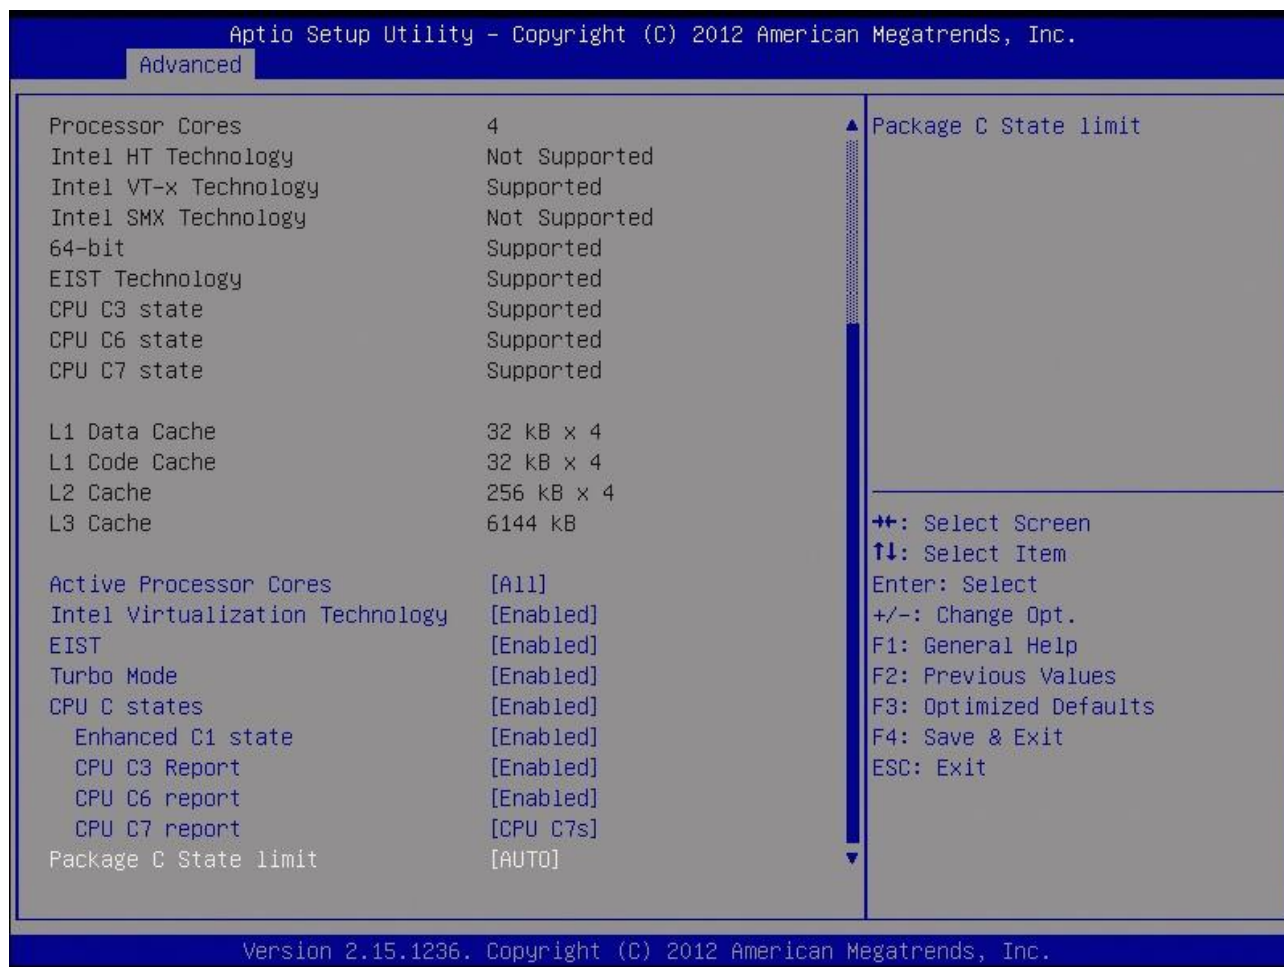 Aptio Setup Utility – Copyright (C) 2012 American Megatrends, Inc.
Advanced
Processor Cores 4
Intel HT Technology Not Supported
Intel VT-x Technology Supported
Intel SMX Technology Not Supported
64-bit Supported
EIST Technology Supported
CPU C3 state Supported
CPU C6 state Supported
CPU C7 state Supported
L1 Data Cache 32 kB x 4
L1 Code Cache 32 kB x 4
L2 Cache 256 kB x 4
L3 Cache 6144 kB
Active Processor Cores [All]
Intel Virtualization Technology [Enabled]
EIST [Enabled]
Turbo Mode [Enabled]
CPU C states [Enabled]
Enhanced C1 state [Enabled]
CPU C3 Report [Enabled]
CPU C6 report [Enabled]
CPU C7 report [CPU C7s]
Package C State limit [AUTO]
Package C State limit
→←: Select Screen
↑↓: Select Item
Enter: Select
+/-: Change Opt.
F1: General Help
F2: Previous Values
F3: Optimized Defaults
F4: Save & Exit
ESC: Exit
Version 2.15.1236. Copyright (C) 2012 American Megatrends, Inc.